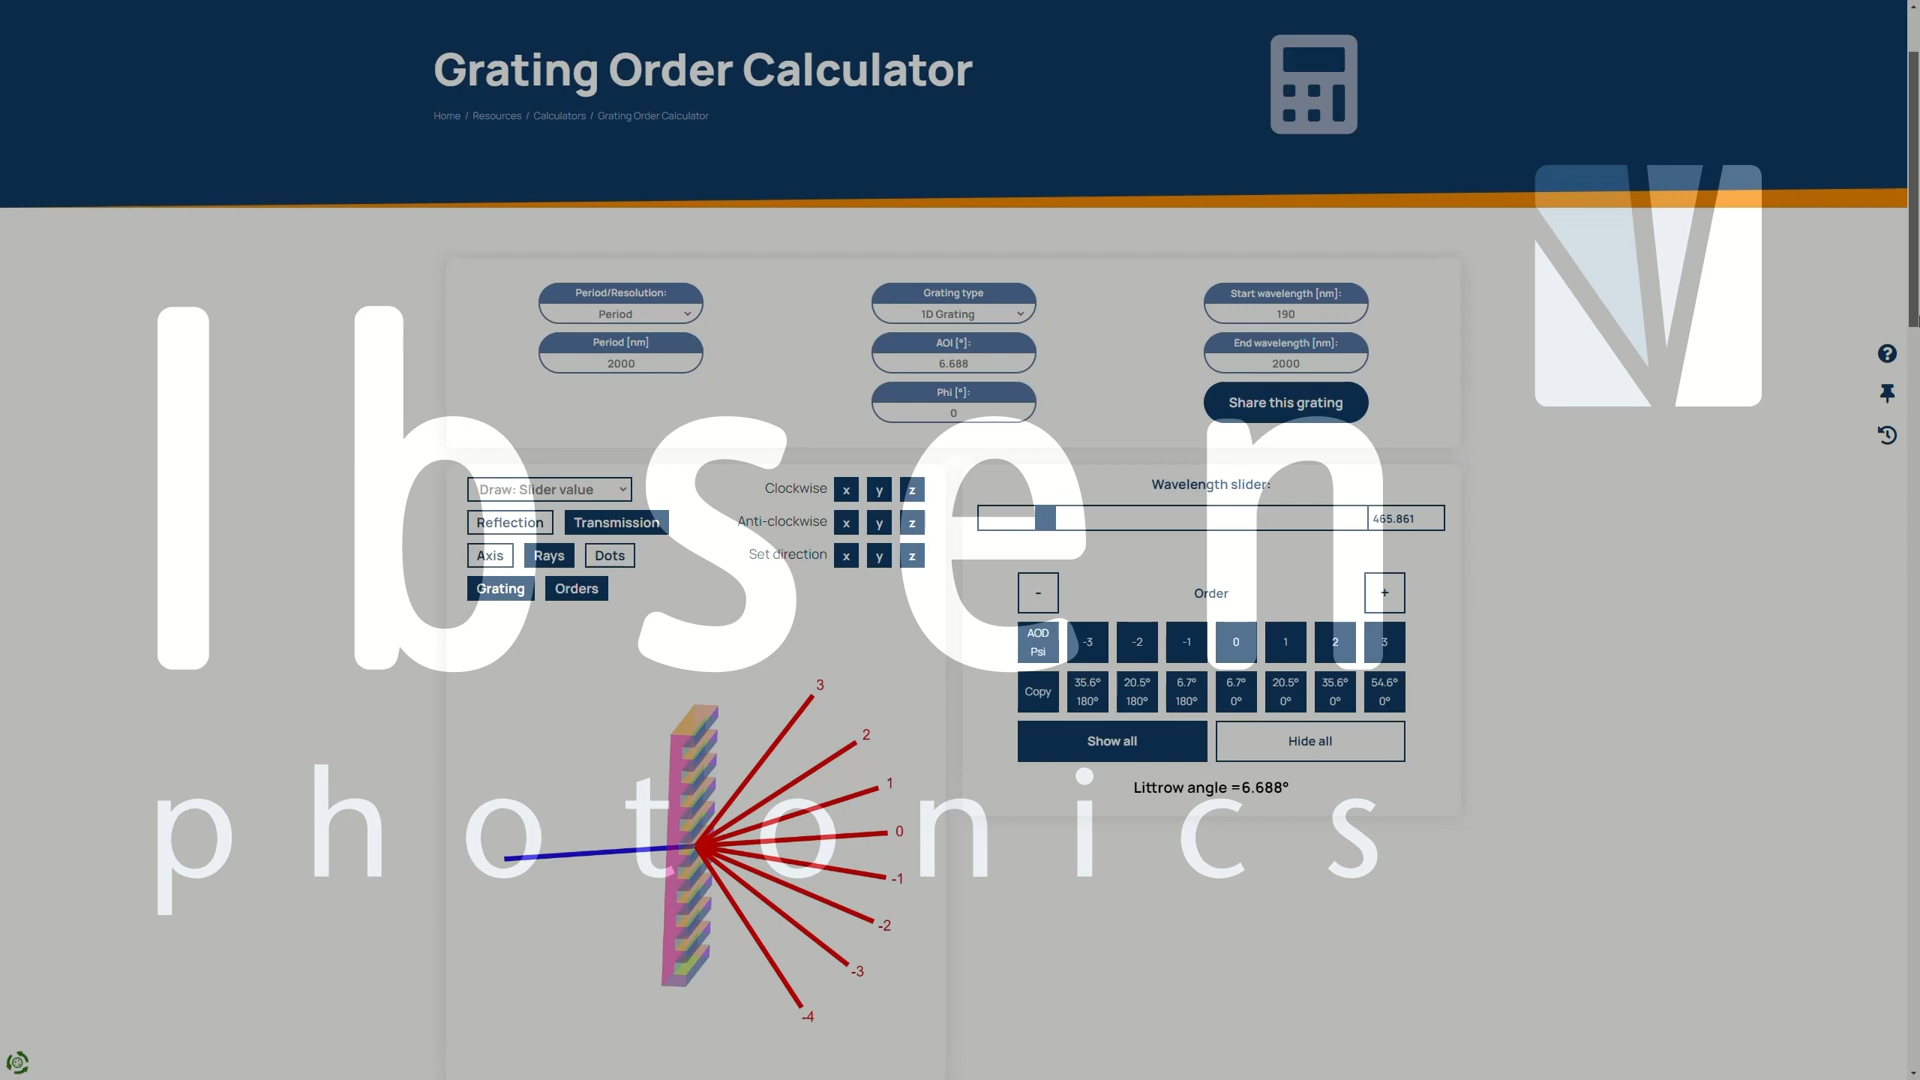 Grating Order Calculator
Home / Resources / Calculators / Grating Order Calculator
Period/Resolution:
Period
Period [nm]
2000
Grating type
1D Grating
AOI [°]:
6.688
Phi [°]:
0
Start wavelength [nm]:
190
End wavelength [nm]:
2000
Share this grating
Ibsen
photonics
Draw: Slider value
Reflection Transmission
Axis Rays Dots
Grating Orders
Clockwise x y z
Anti-clockwise x y z
Set direction x y z
Wavelength slider:
465.861
- Order +
AOD Psi -3 -2 -1 0 1 2 3
Copy 35.6° 20.5° 6.7° 6.7° 20.5° 35.6° 54.6°
180° 180° 180° 0° 0° 0° 0°
Show all Hide all
Littrow angle =6.688°
3
2
1
0
-1
-2
-3
-4